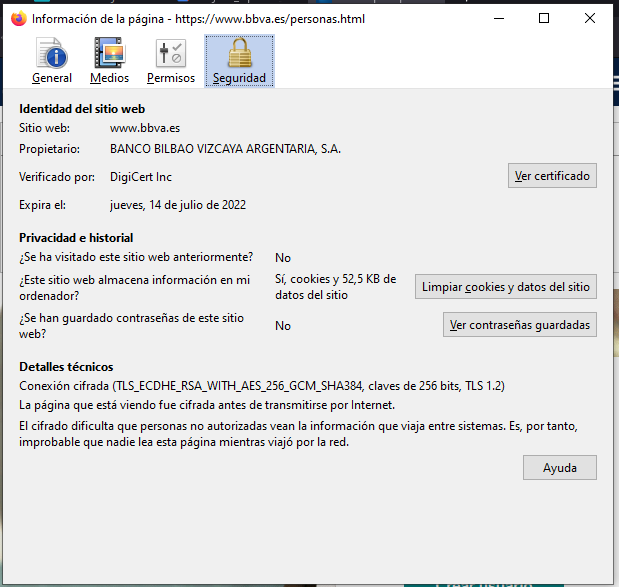 Información de la página - https://www.bbva.es/personas.html
General
Medios
Permisos
Seguridad
Identidad del sitio web
Sitio web: www.bbva.es
Propietario: BANCO BILBAO VIZCAYA ARGENTARIA, S.A.
Verificado por: DigiCert Inc
Ver certificado
Expira el: jueves, 14 de julio de 2022
Privacidad e historial
¿Se ha visitado este sitio web anteriormente? No
¿Este sitio web almacena información en mi
ordenador?
Sí, cookies y 52,5 KB de
datos del sitio
Limpiar cookies y datos del sitio
¿Se han guardado contraseñas de este sitio
web?
No
Ver contraseñas guardadas
Detalles técnicos
Conexión cifrada (TLS_ECDHE_RSA_WITH_AES_256_GCM_SHA384, claves de 256 bits, TLS 1.2)
La página que está viendo fue cifrada antes de transmitirse por Internet.
El cifrado dificulta que personas no autorizadas vean la información que viaja entre sistemas. Es, por tanto,
improbable que nadie lea esta página mientras viajó por la red.
Ayuda